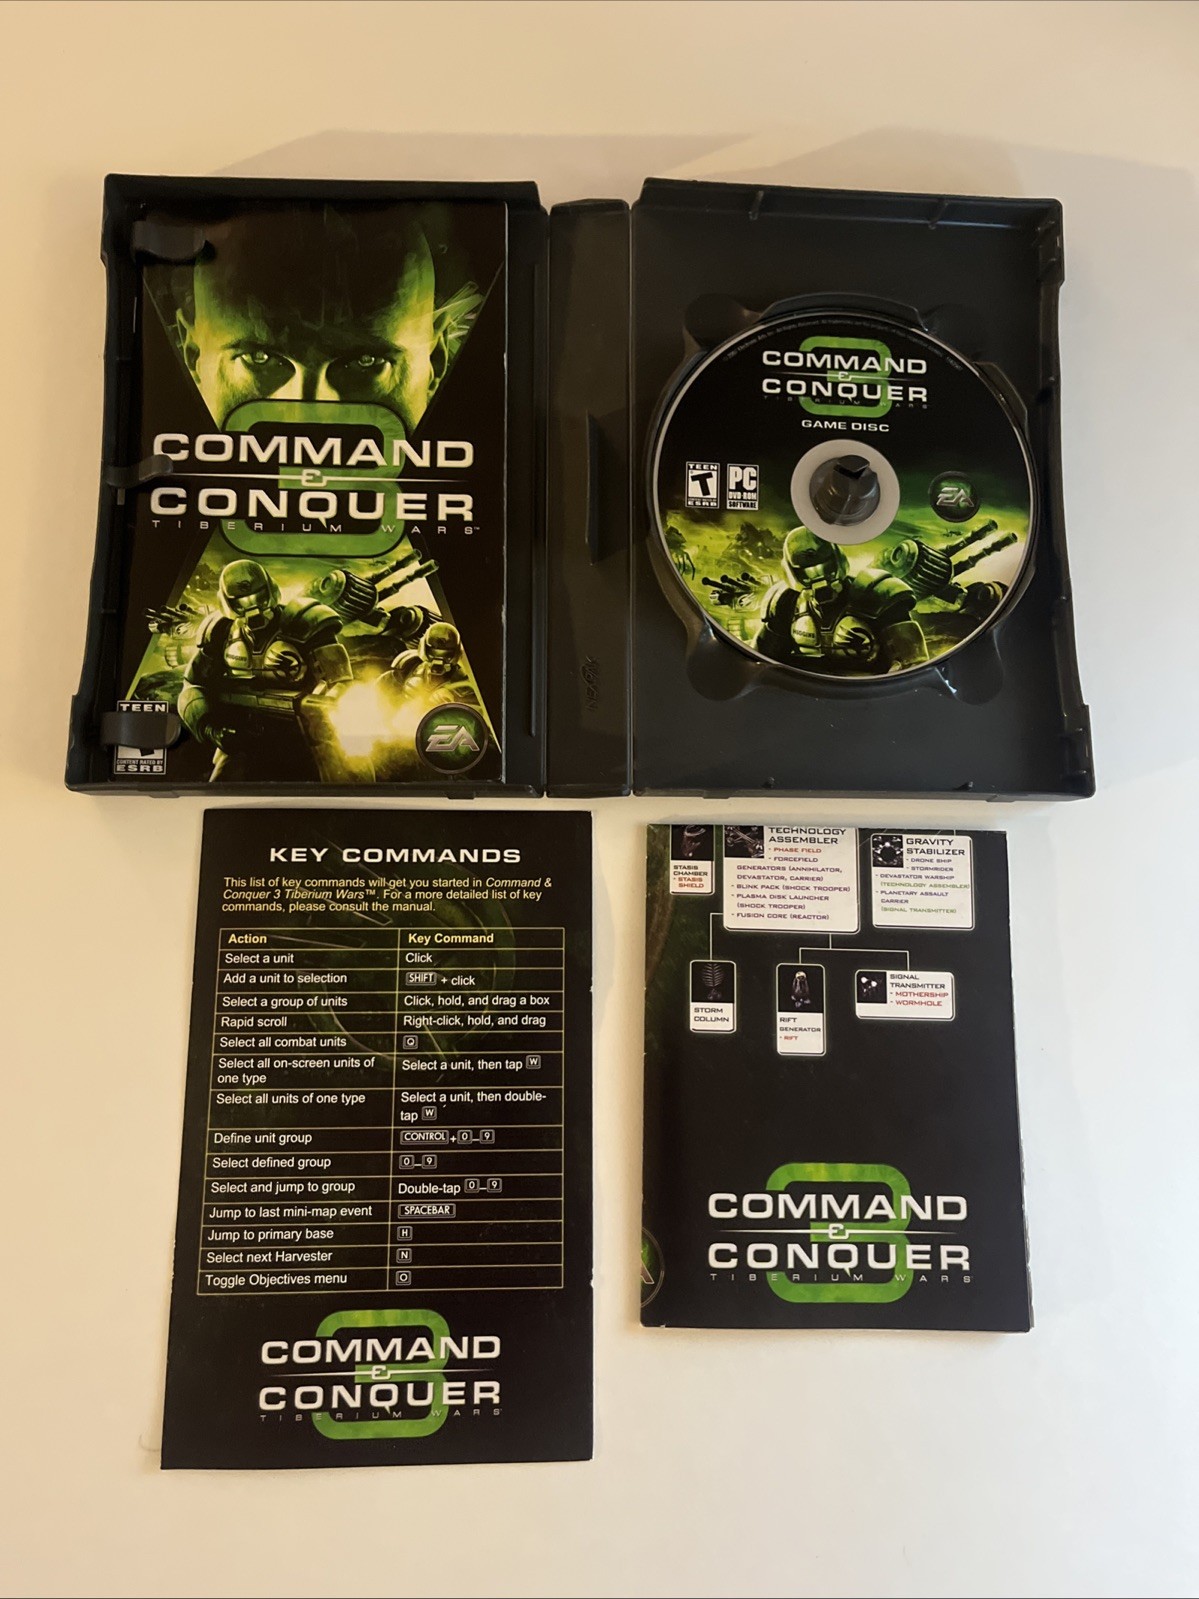 3
COMMAND
&
CONQUER
TIBERIUM WARS™
TEEN
CONTENT RATED BY
ESRB
EA
3
COMMAND
&
CONQUER
TIBERIUM WARS
GAME DISC
TEEN
T
ESRB
PC
DVD-ROM
SOFTWARE
EA
KEY COMMANDS
This list of key commands will get you started in Command &
Conquer 3 Tiberium Wars™. For a more detailed list of key
commands, please consult the manual.
Action Key Command
Select a unit Click
Add a unit to selection SHIFT + click
Select a group of units Click, hold, and drag a box
Rapid scroll Right-click, hold, and drag
Select all combat units Q
Select all on-screen units of
one type Select a unit, then tap W
Select all units of one type Select a unit, then double-
tap W
Define unit group CONTROL + 0 – 9
Select defined group 0 – 9
Select and jump to group Double-tap 0 – 9
Jump to last mini-map event SPACEBAR
Jump to primary base H
Select next Harvester N
Toggle Objectives menu O
3
COMMAND
&
CONQUER
TIBERIUM WARS
STASIS
CHAMBER
• STASIS
SHIELD
TECHNOLOGY
ASSEMBLER
• PHASE FIELD
• FORCEFIELD
GENERATORS (ANNIHILATOR,
DEVASTATOR, CARRIER)
• BLINK PACK (SHOCK TROOPER)
• PLASMA DISK LAUNCHER
(SHOCK TROOPER)
• FUSION CORE (REACTOR)
GRAVITY
STABILIZER
• DRONE SHIP
• STORMRIDER
• DEVASTATOR WARSHIP
(TECHNOLOGY ASSEMBLER)
• PLANETARY ASSAULT
CARRIER
(SIGNAL TRANSMITTER)
STORM
COLUMN
RIFT
GENERATOR
• RIFT
SIGNAL
TRANSMITTER
• MOTHERSHIP
• WORMHOLE
3
COMMAND
&
CONQUER
TIBERIUM WARS